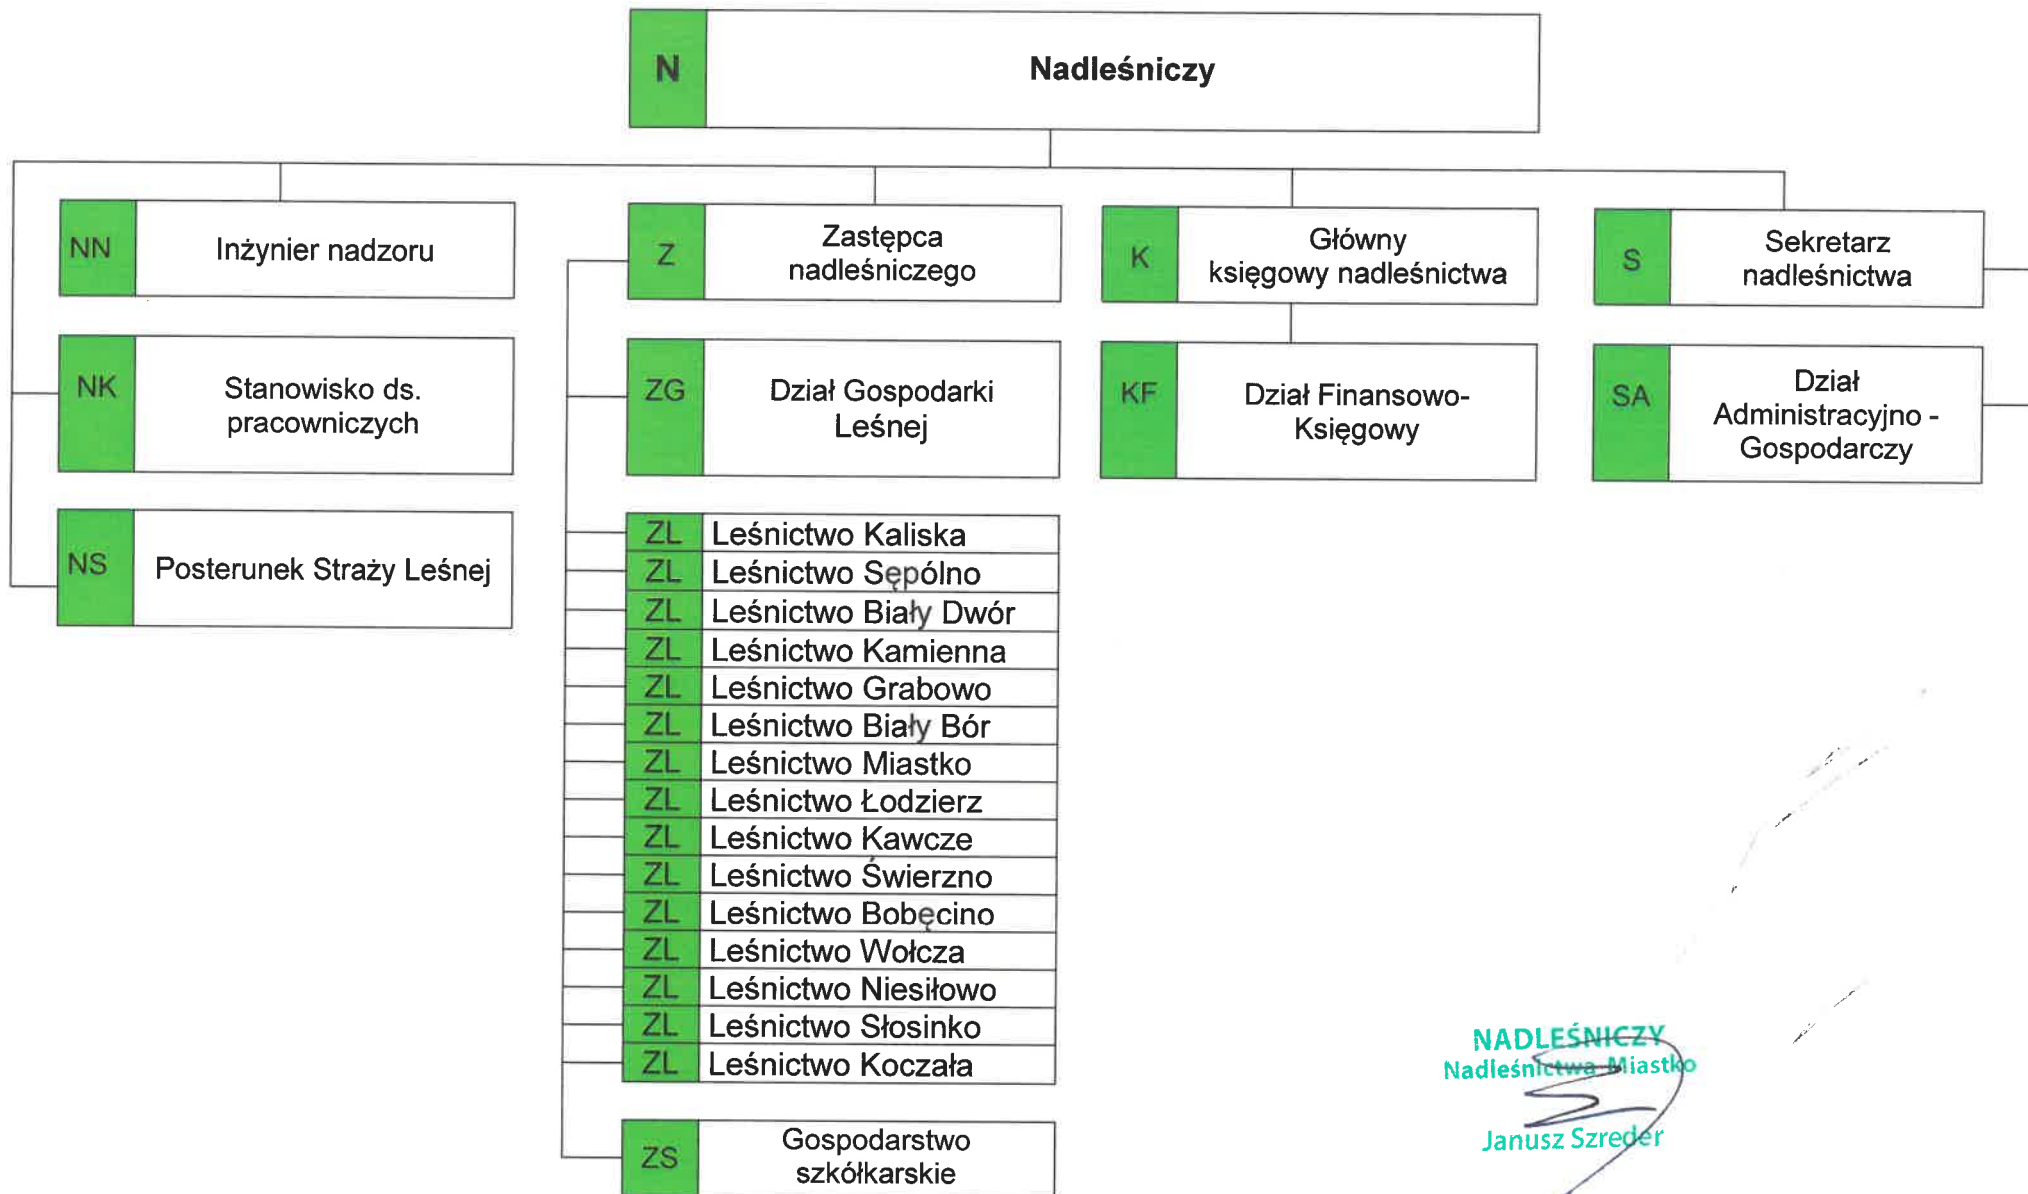 N
Nadleśniczy
NN
Inżynier nadzoru
Z
Zastępca
nadleśniczego
K
Główny
księgowy nadleśnictwa
S
Sekretarz
nadleśnictwa
NK
Stanowisko ds.
pracowniczych
ZG
Dział Gospodarki
Leśnej
KF
Dział Finansowo-
Księgowy
SA
Dział
Administracyjno -
Gospodarczy
NS
Posterunek Straży Leśnej
ZL Leśnictwo Kaliska
ZL Leśnictwo Sępólno
ZL Leśnictwo Biały Dwór
ZL Leśnictwo Kamienna
ZL Leśnictwo Grabowo
ZL Leśnictwo Biały Bór
ZL Leśnictwo Miastko
ZL Leśnictwo Łodzierz
ZL Leśnictwo Kawcze
ZL Leśnictwo Świerzno
ZL Leśnictwo Bobęcino
ZL Leśnictwo Wołcza
ZL Leśnictwo Niesiłowo
ZL Leśnictwo Słosinko
ZL Leśnictwo Koczała
ZS
Gospodarstwo
szkółkarskie
NADLEŚNICZY
Nadleśnictwa Miastko
Janusz Szreder